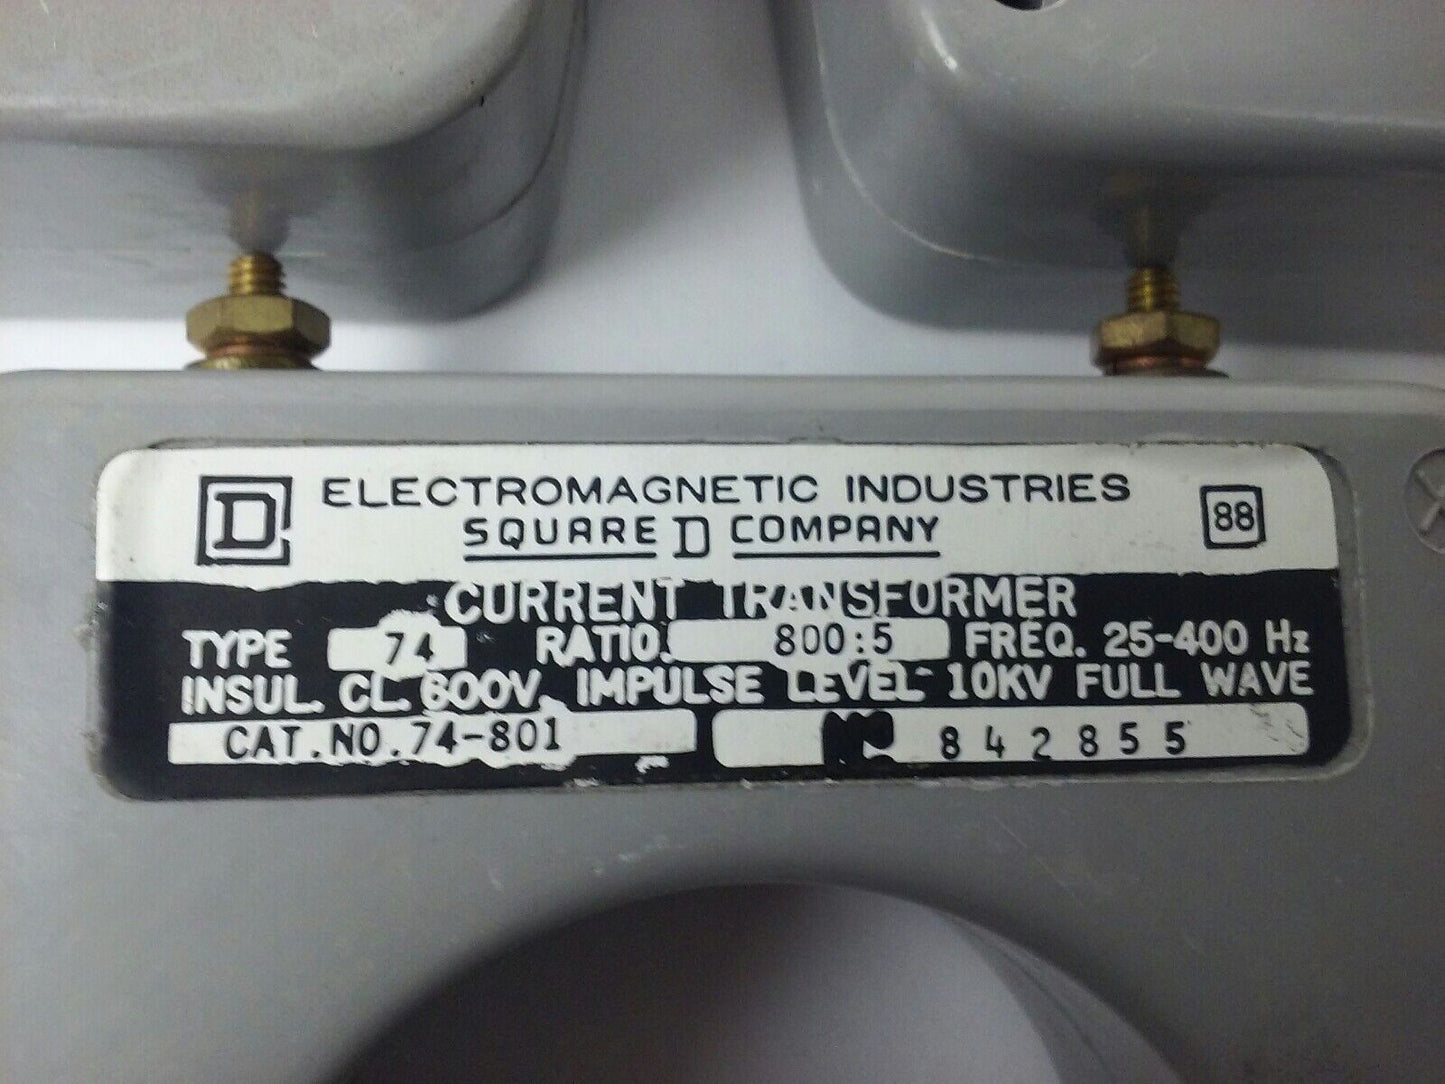 D ELECTROMAGNETIC INDUSTRIES 88
SQUARE D COMPANY
CURRENT TRANSFORMER
TYPE 74 RATIO. 800:5 FREQ. 25-400 Hz
INSUL. CL. 600V. IMPULSE LEVEL 10KV FULL WAVE
CAT.NO.74-801 842855